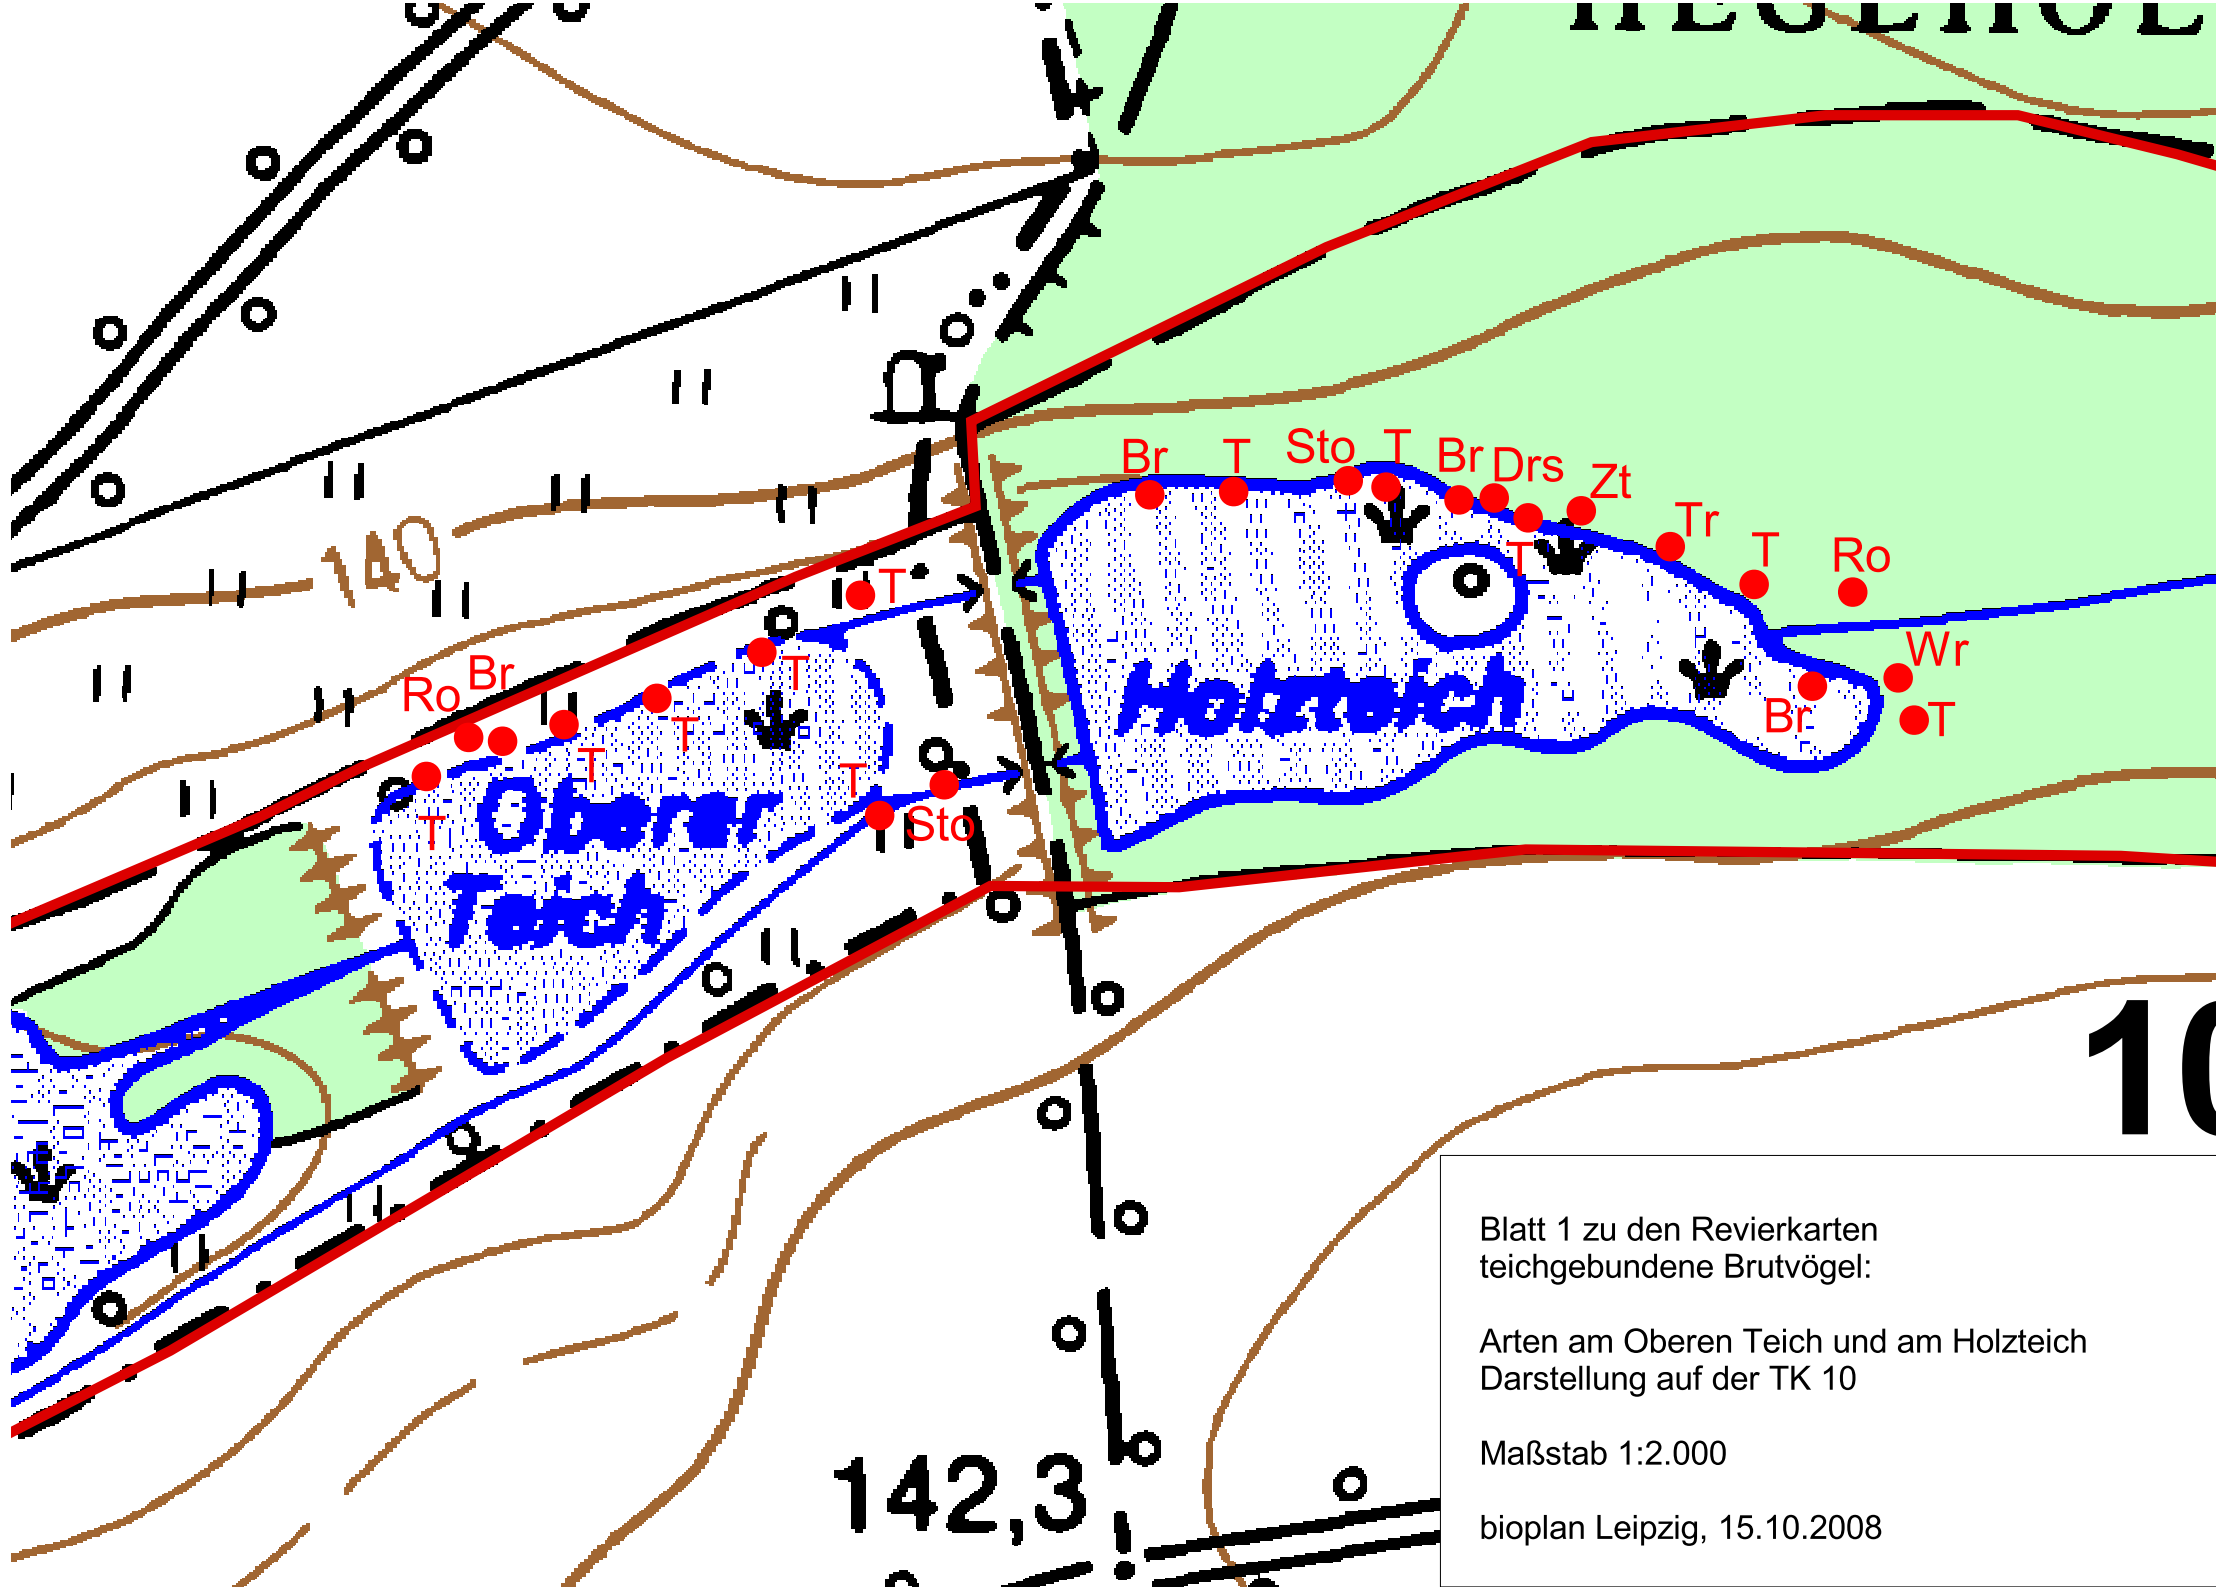 Br
T
Sto
T
Br
Drs
Zt
Tr
T
T
Ro
140
T
Wr
Br
Ro
T
Holzteich
Br
T
T
T
T
Oberer
T
Sto
Teich
10
142,3
Blatt 1 zu den Revierkarten
teichgebundene Brutvögel:
Arten am Oberen Teich und am Holzteich
Darstellung auf der TK 10
Maßstab 1:2.000
bioplan Leipzig, 15.10.2008